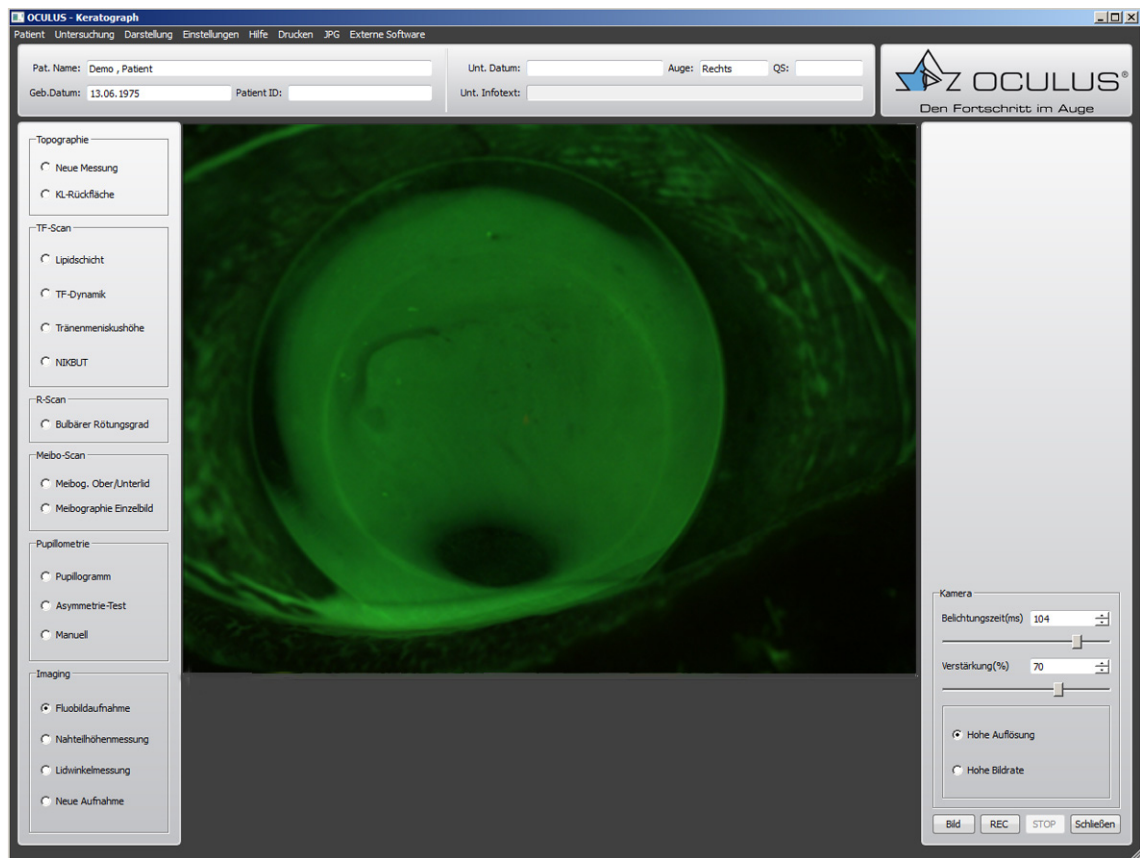 OCULUS - Keratograph
Patient Untersuchung Darstellung Einstellungen Hilfe Drucken JPG Externe Software
Pat. Name: Demo , Patient
Geb.Datum: 13.06.1975 Patient ID:
Unt. Datum: Auge: Rechts QS:
Unt. Infotext:
OCULUS®
Den Fortschritt im Auge
Topographie
Neue Messung
KL-Rückfläche
TF-Scan
Lipidschicht
TF-Dynamik
Tränenmeniskushöhe
NIKBUT
R-Scan
Bulbärer Rötungsgrad
Meibo-Scan
Meibog. Ober/Unterlid
Meibographie Einzelbild
Pupillometrie
Pupillogramm
Asymmetrie-Test
Manuell
Imaging
Fluobildaufnahme
Nahteilhöhenmessung
Lidwinkelmessung
Neue Aufnahme
Kamera
Belichtungszeit(ms) 104
Verstärkung(%) 70
Hohe Auflösung
Hohe Bildrate
Bild REC STOP Schließen